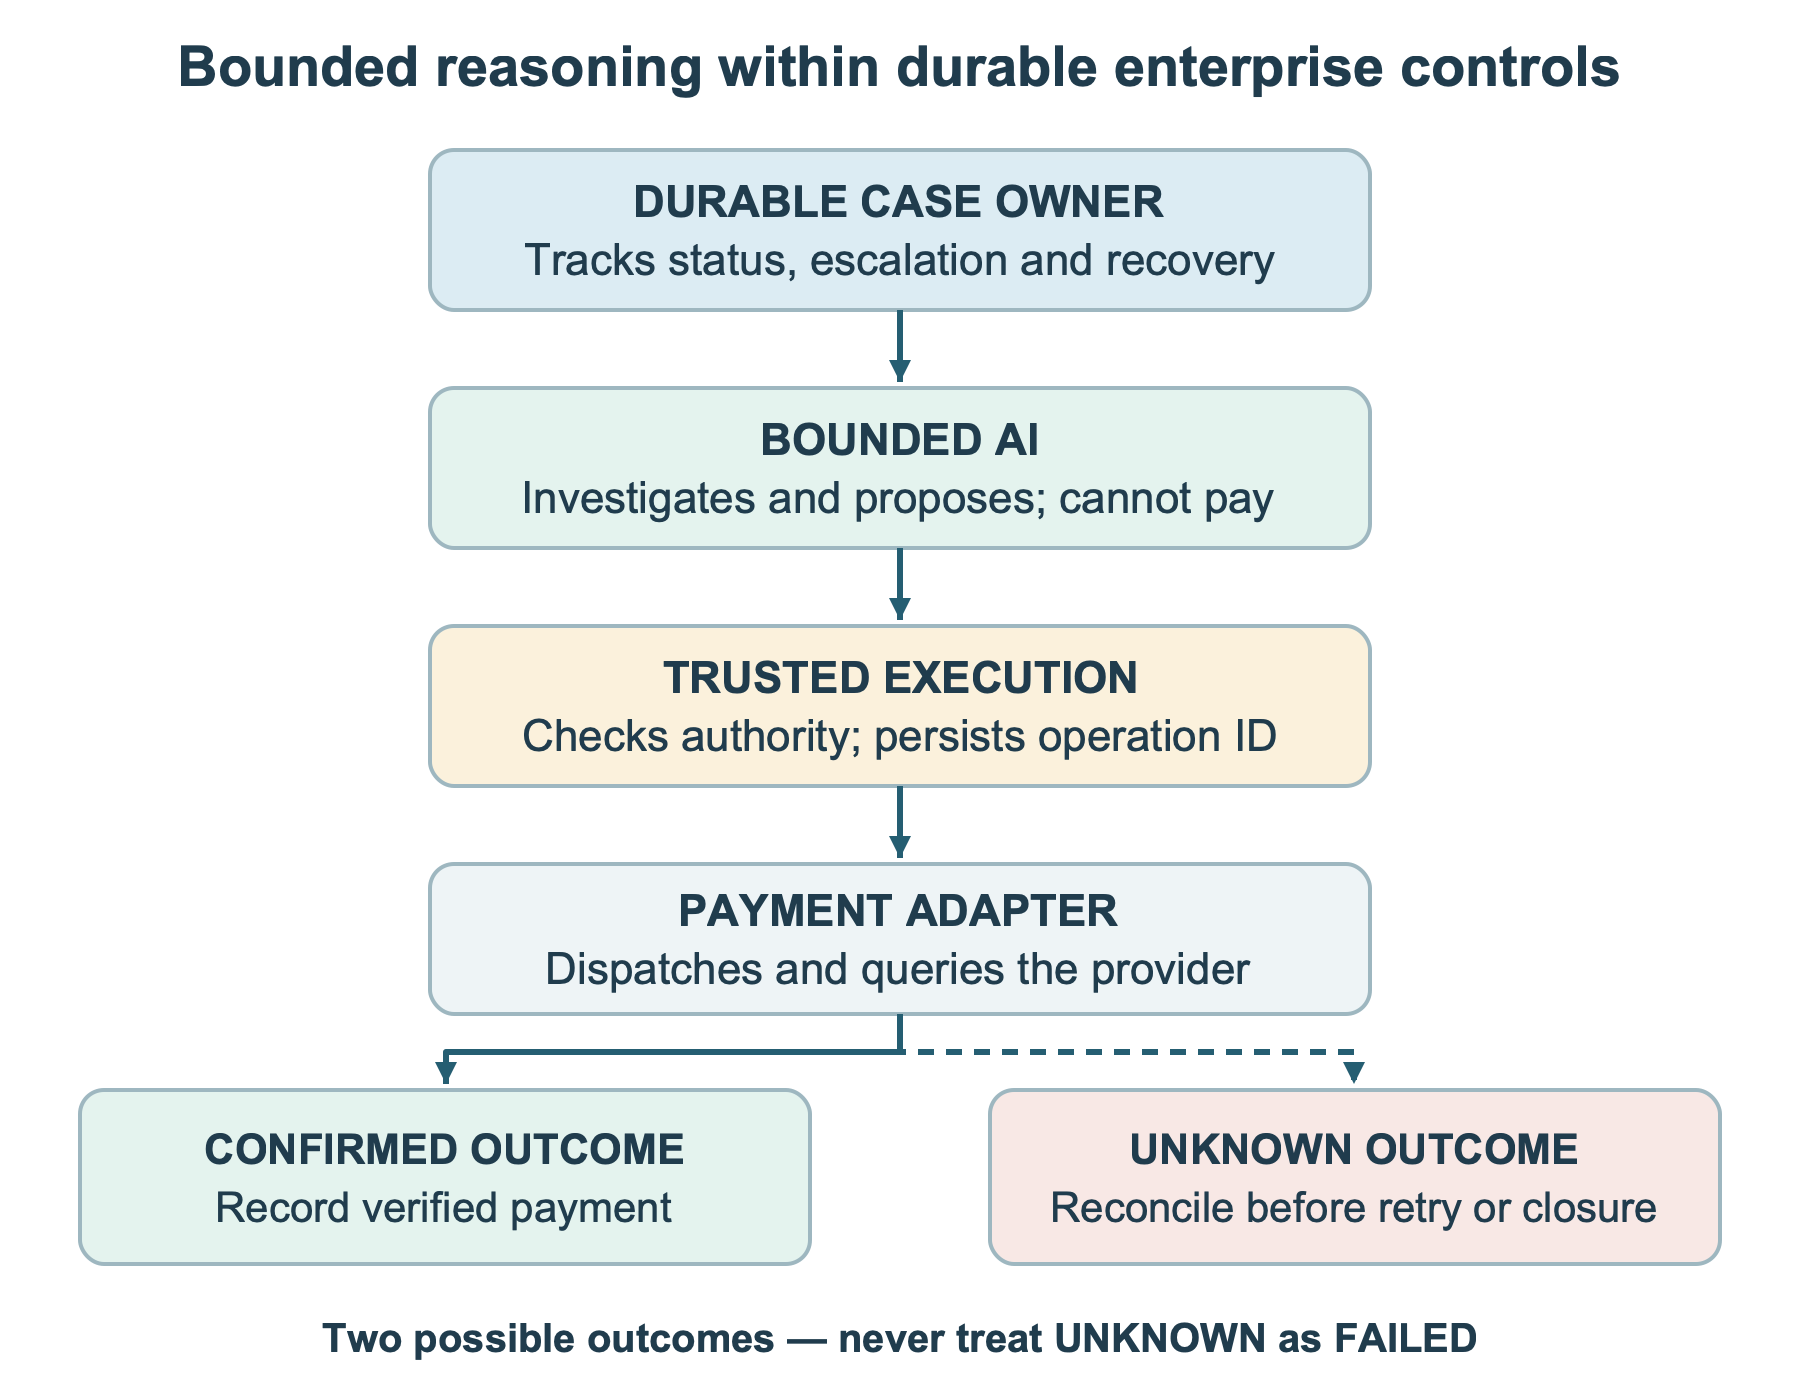 Bounded reasoning within durable enterprise controls
DURABLE CASE OWNER
Tracks status, escalation and recovery
BOUNDED AI
Investigates and proposes; cannot pay
TRUSTED EXECUTION
Checks authority; persists operation ID
PAYMENT ADAPTER
Dispatches and queries the provider
CONFIRMED OUTCOME
Record verified payment
UNKNOWN OUTCOME
Reconcile before retry or closure
Two possible outcomes — never treat UNKNOWN as FAILED